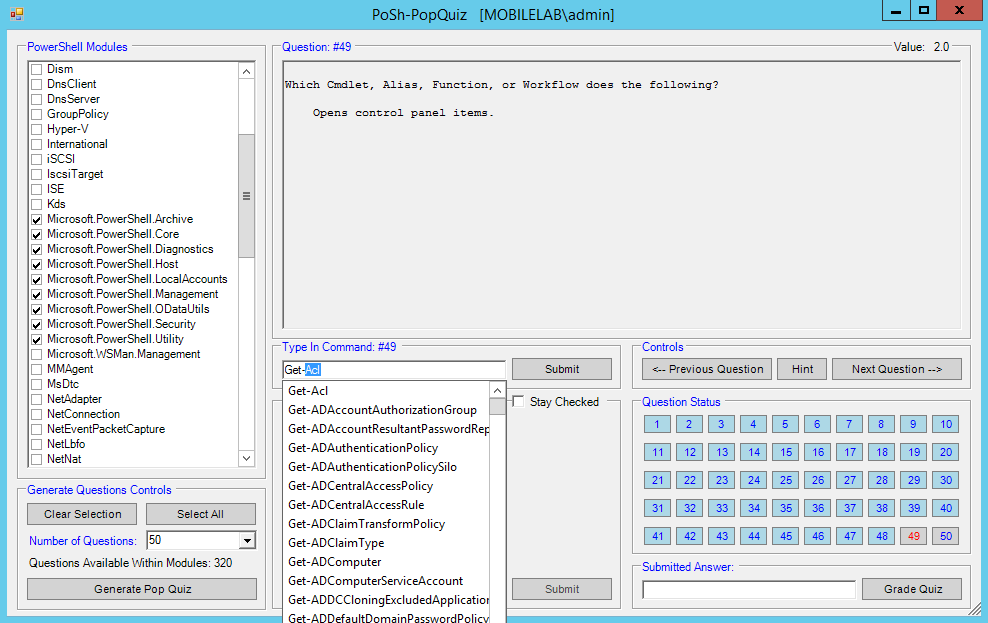 PoSh-PopQuiz   [MOBILELAB\admin]
PowerShell Modules
Dism
DnsClient
DnsServer
GroupPolicy
Hyper-V
International
iSCSI
IscsiTarget
ISE
Kds
Microsoft.PowerShell.Archive
Microsoft.PowerShell.Core
Microsoft.PowerShell.Diagnostics
Microsoft.PowerShell.Host
Microsoft.PowerShell.LocalAccounts
Microsoft.PowerShell.Management
Microsoft.PowerShell.ODataUtils
Microsoft.PowerShell.Security
Microsoft.PowerShell.Utility
Microsoft.WSMan.Management
MMAgent
MsDtc
NetAdapter
NetConnection
NetEventPacketCapture
NetLbfo
NetNat
Generate Questions Controls
Clear Selection Select All
Number of Questions: 50
Questions Available Within Modules: 320
Generate Pop Quiz
Question: #49 Value: 2.0
Which Cmdlet, Alias, Function, or Workflow does the following?
Opens control panel items.
Type In Command: #49
Get-Acl Submit
Get-Acl
Get-ADAccountAuthorizationGroup
Get-ADAccountResultantPasswordRep
Get-ADAuthenticationPolicy
Get-ADAuthenticationPolicySilo
Get-ADCentralAccessPolicy
Get-ADCentralAccessRule
Get-ADClaimTransformPolicy
Get-ADClaimType
Get-ADComputer
Get-ADComputerServiceAccount
Get-ADDCCloningExcludedApplication
Get-ADDefaultDomainPasswordPolicy
Stay Checked
Submit
Controls
<-- Previous Question Hint Next Question -->
Question Status
1 2 3 4 5 6 7 8 9 10
11 12 13 14 15 16 17 18 19 20
21 22 23 24 25 26 27 28 29 30
31 32 33 34 35 36 37 38 39 40
41 42 43 44 45 46 47 48 49 50
Submitted Answer:
Grade Quiz